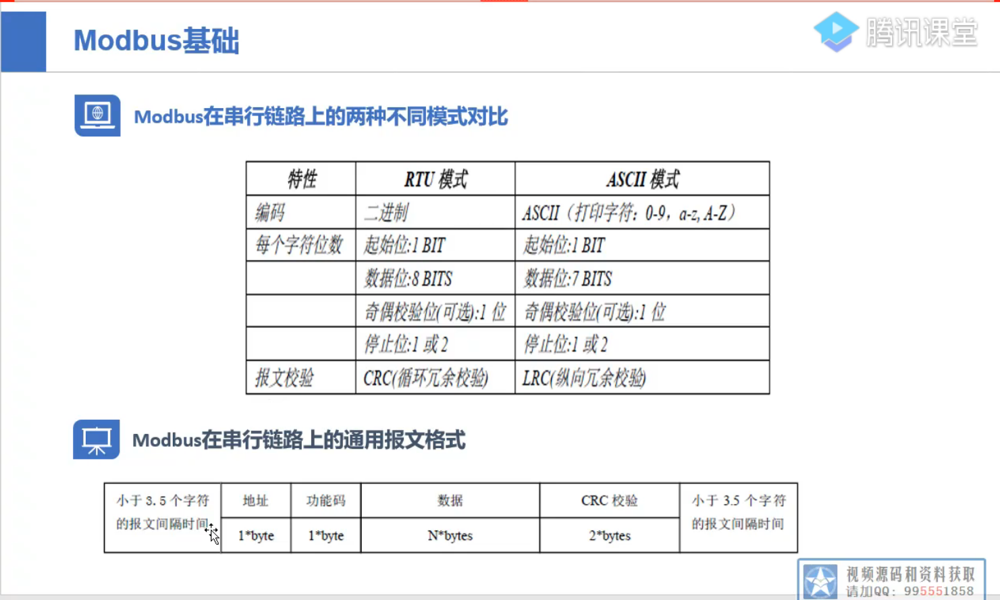 Modbus基础
腾讯课堂
Modbus在串行链路上的两种不同模式对比
特性 RTU 模式 ASCII 模式
编码 二进制 ASCII（打印字符：0-9，a-z, A-Z）
每个字符位数 起始位:1 BIT 起始位:1 BIT
数据位:8 BITS 数据位:7 BITS
奇偶校验位(可选):1 位 奇偶校验位(可选):1 位
停止位:1 或 2 停止位:1 或 2
报文校验 CRC(循环冗余校验) LRC(纵向冗余校验)
Modbus在串行链路上的通用报文格式
小于 3.5 个字符 地址 功能码 数据 CRC 校验 小于 3.5 个字符
的报文间隔时间 1*byte 1*byte N*bytes 2*bytes 的报文间隔时间
视频源码和资料获取
请加QQ：995551858